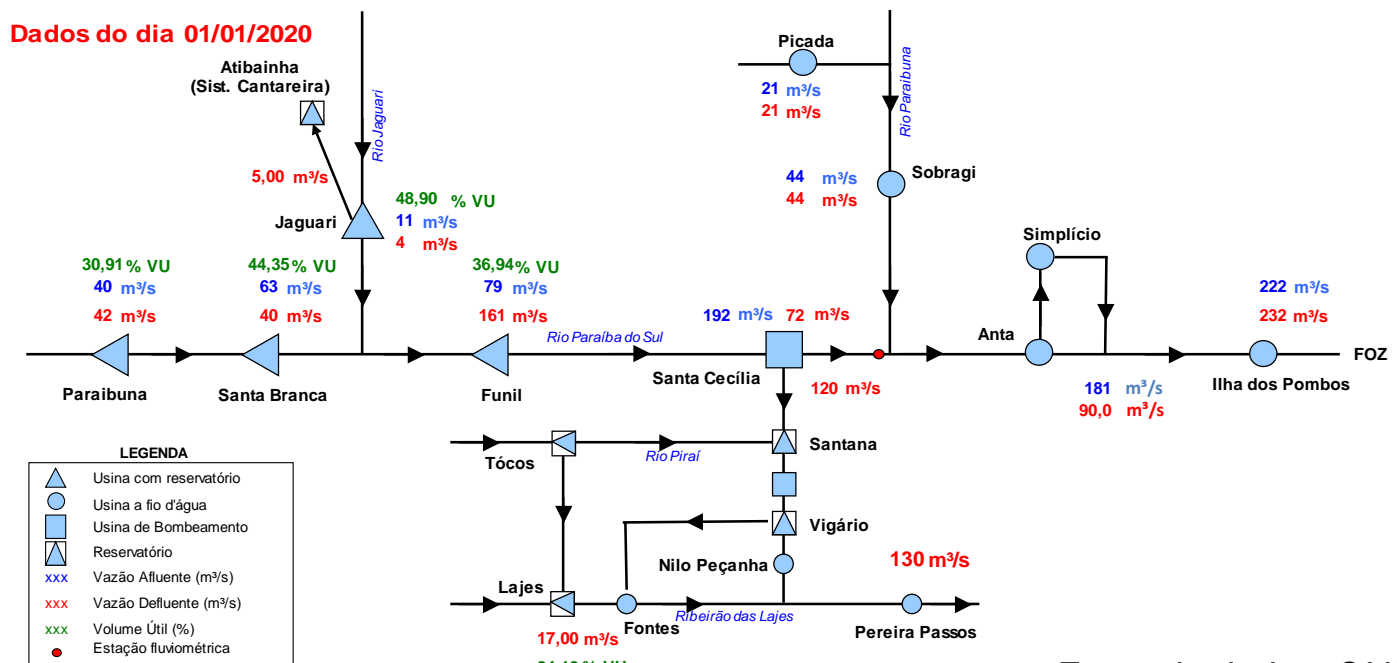 Dados do dia 01/01/2020
Atibainha
(Sist. Cantareira)
Rio Jaguari
5,00 m³/s
Jaguari
48,90 % VU
11 m³/s
4 m³/s
Picada
21 m³/s
21 m³/s
Rio Paraibuna
44 m³/s
44 m³/s
Sobragi
Simplício
30,91 % VU
40 m³/s
42 m³/s
Paraibuna
44,35 % VU
63 m³/s
40 m³/s
Santa Branca
36,94 % VU
79 m³/s
161 m³/s
Funil
Rio Paraíba do Sul
192 m³/s 72 m³/s
Santa Cecília
120 m³/s
Anta
181 m³/s
90,0 m³/s
222 m³/s
232 m³/s
Ilha dos Pombos
FOZ
Tócos
Rio Piraí
Santana
Vigário
Nilo Peçanha
130 m³/s
Lajes
17,00 m³/s
Fontes
Ribeirão das Lajes
Pereira Passos
LEGENDA
Usina com reservatório
Usina a fio d'água
Usina de Bombeamento
Reservatório
xxx Vazão Afluente (m³/s)
xxx Vazão Defluente (m³/s)
xxx Volume Útil (%)
Estação fluviométrica